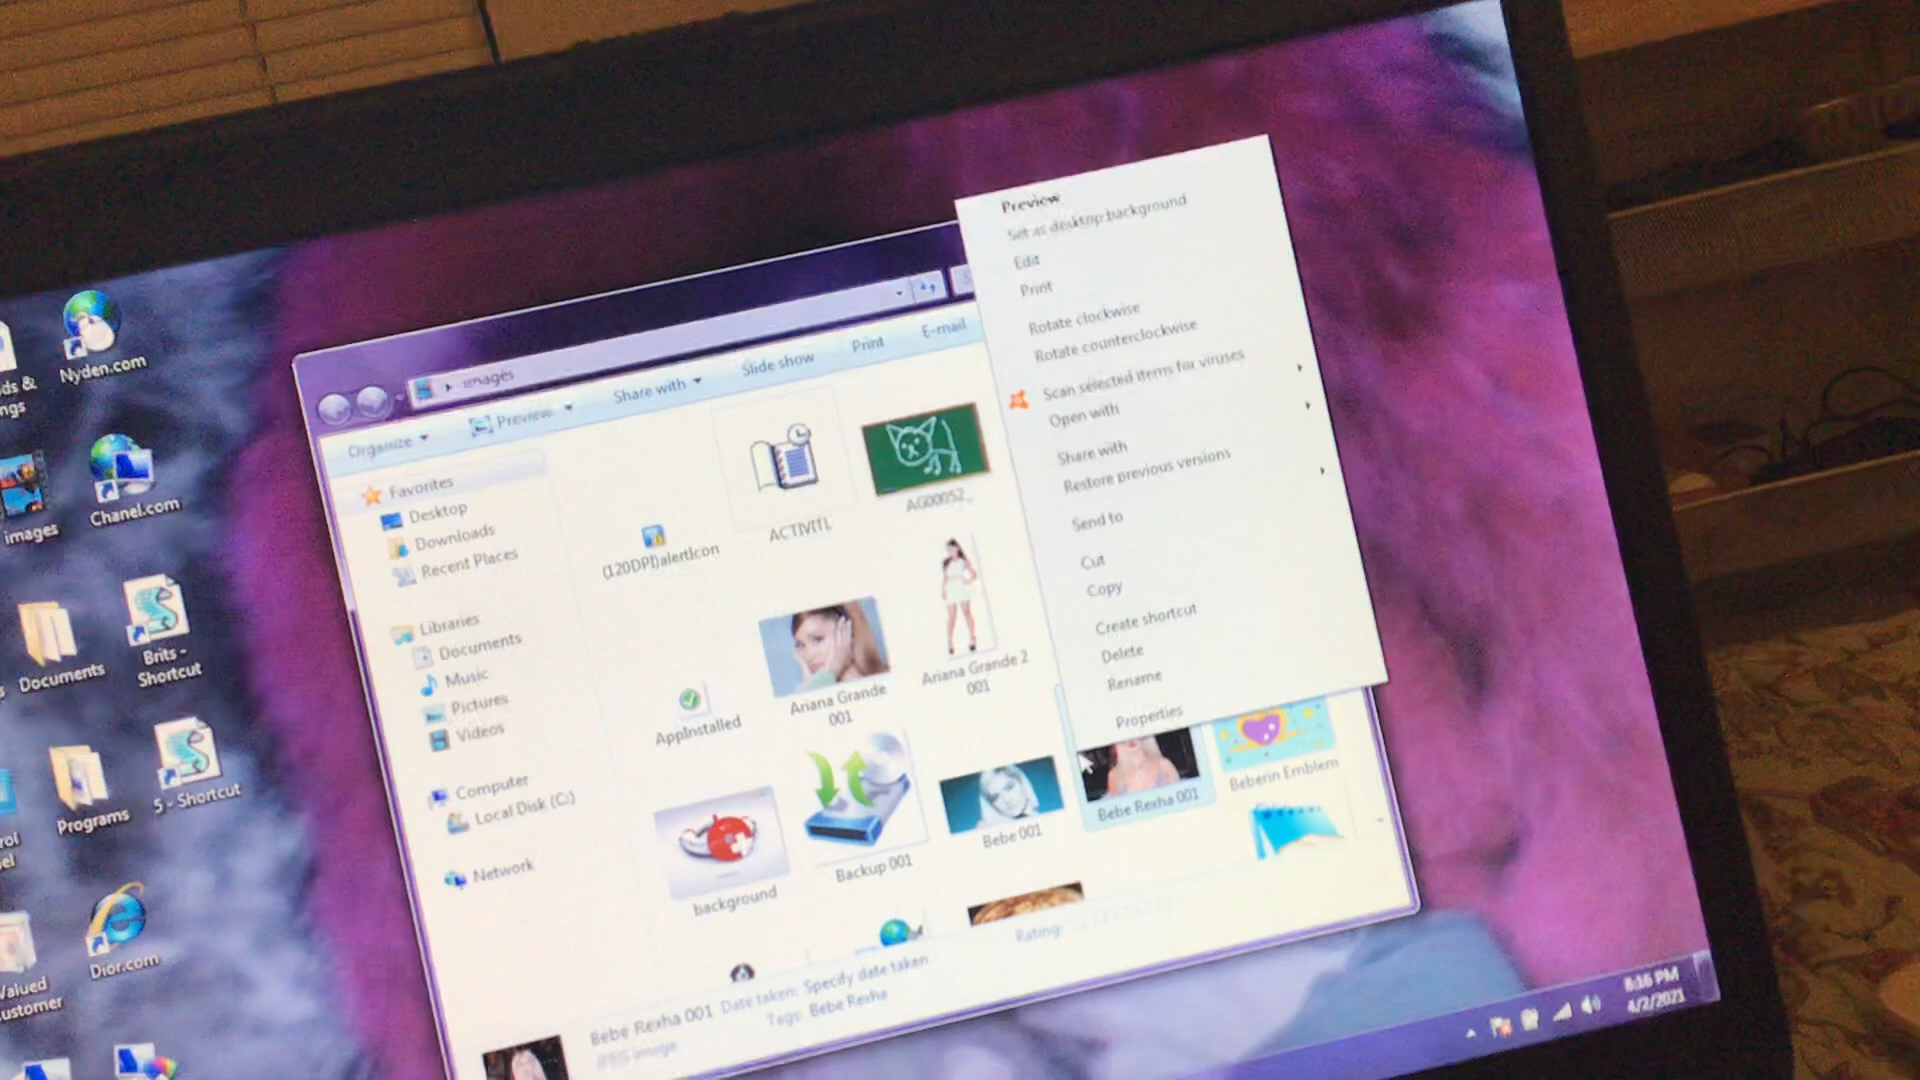 Nyden.com
ds &
ngs
images
Chanel.com
Documents
Brits -
Shortcut
Programs
5 - Shortcut
rol
el
Dior.com
Valued
ustomer
images
Organize
Preview
Share with
Slide show
Print
E-mail
Favorites
Desktop
Downloads
Recent Places
Libraries
Documents
Music
Pictures
Videos
Computer
Local Disk (C:)
Network
(120DPI)alertIcon
ACTIVITL
AG00052_
AppInstalled
Ariana Grande
001
Ariana Grande 2
001
background
Backup 001
Bebe 001
Bebe Rexha 001
Beberin Emblem
Preview
Set as desktop background
Edit
Print
Rotate clockwise
Rotate counterclockwise
Scan selected items for viruses
Open with
Share with
Restore previous versions
Send to
Cut
Copy
Create shortcut
Delete
Rename
Properties
Bebe Rexha 001 Date taken: Specify date taken
Rating:
JPEG image
Tags: Bebe Rexha
8:16 PM
4/2/2021